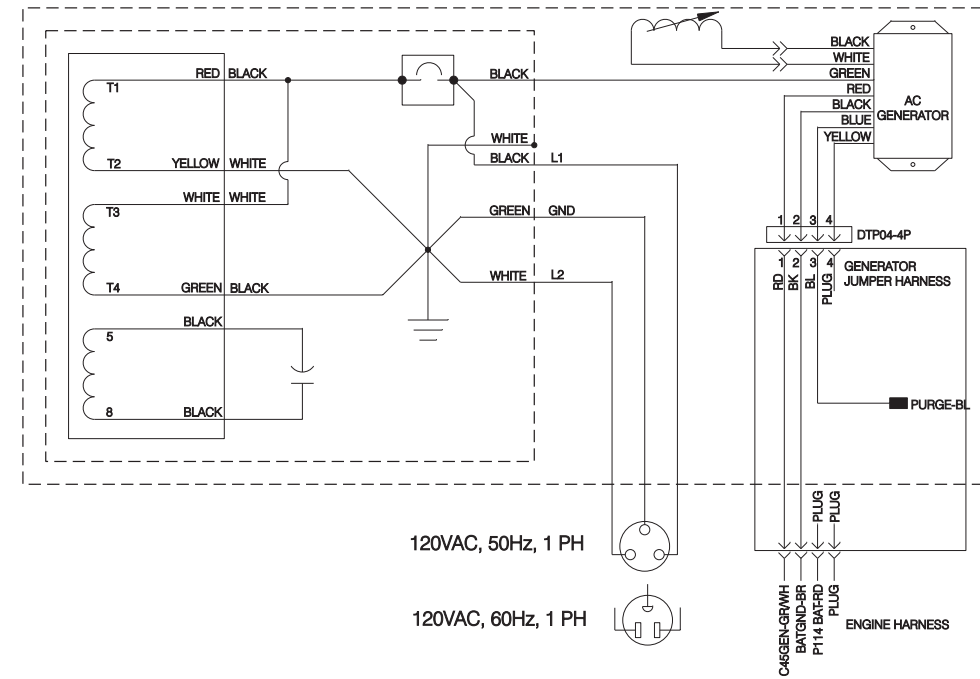 BLACK
WHITE
GREEN
RED
BLACK
BLUE
YELLOW
AC
GENERATOR
RED BLACK
T1
BLACK
T2
YELLOW WHITE
WHITE
BLACK L1
WHITE WHITE
T3
GREEN GND
WHITE L2
T4
GREEN BLACK
BLACK
5
8
BLACK
1 2 3 4
DTP04-4P
1 2 3 4
RD
BK
BL
PLUG
GENERATOR
JUMPER HARNESS
PURGE-BL
PLUG
PLUG
120VAC, 50Hz, 1 PH
120VAC, 60Hz, 1 PH
C45GEN-GR/WH
BATGND-BR
P114 BAT-RD
PLUG
ENGINE HARNESS